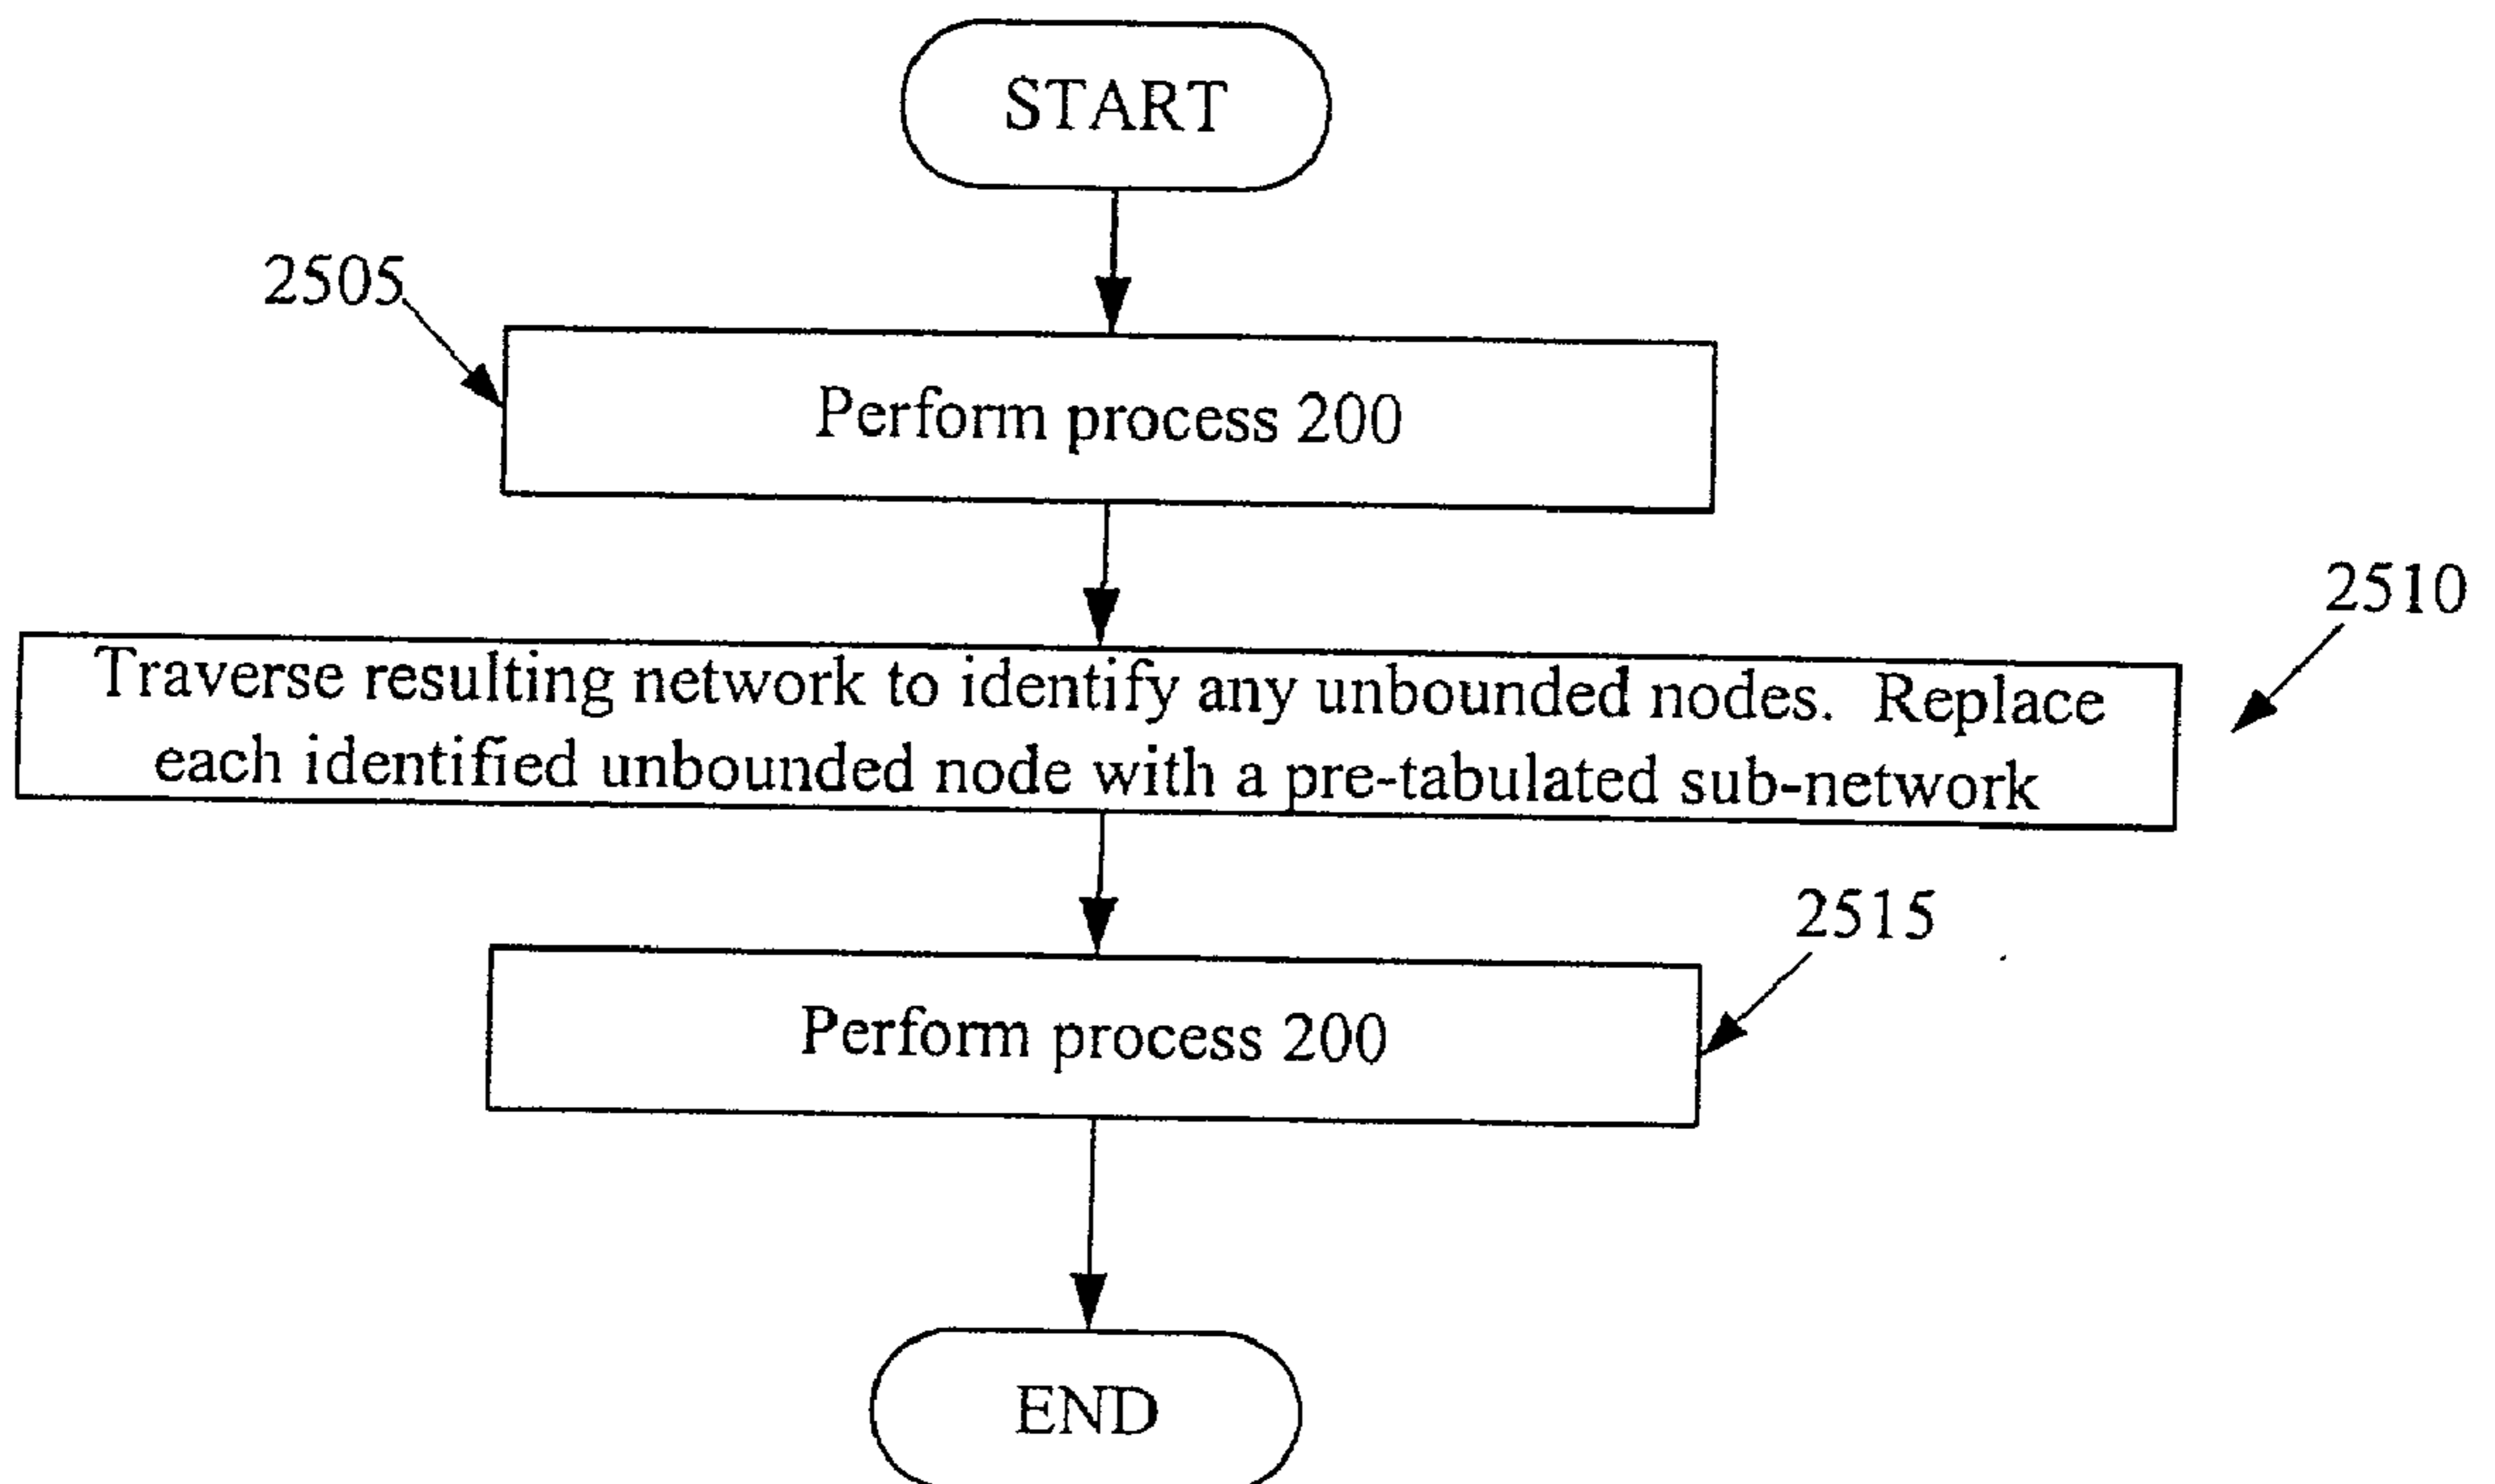 START
2505
Perform process 200
2510
Traverse resulting network to identify any unbounded nodes.  Replace
each identified unbounded node with a pre-tabulated sub-network
2515
Perform process 200
END